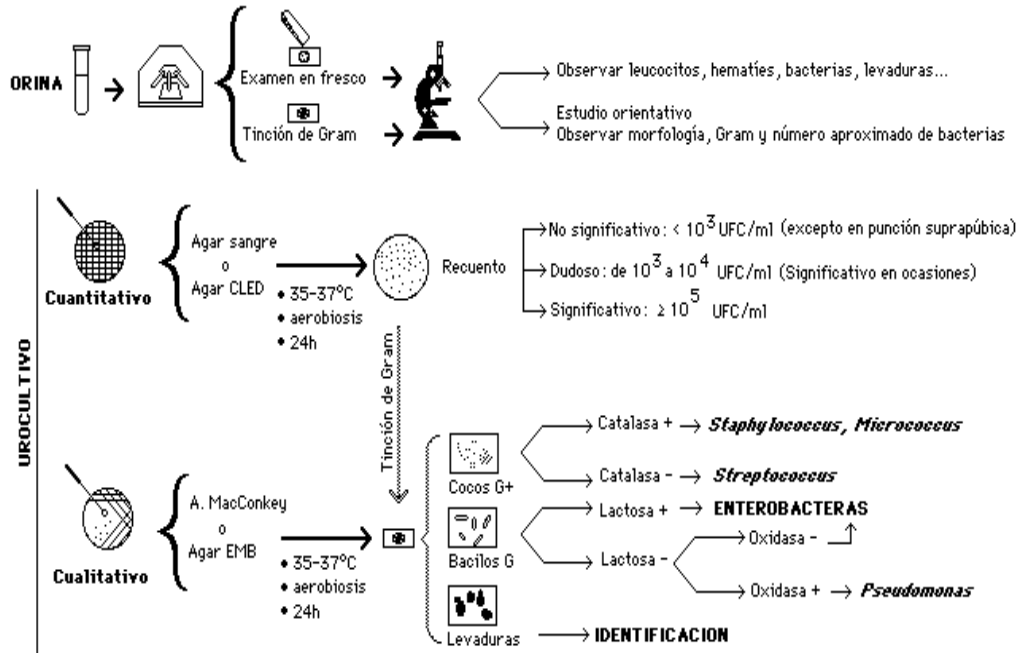 ORINA
Examen en fresco
Tinción de Gram
Observar leucocitos, hematíes, bacterias, levaduras...
Estudio orientativo
Observar morfología, Gram y número aproximado de bacterias
UROCULTIVO
Cuantitativo
Agar sangre
o
Agar CLED
• 35-37ºC
• aerobiosis
• 24h
Recuento
No significativo: < 10³ UFC/ml (excepto en punción suprapúbica)
Dudoso: de 10³ a 10⁴ UFC/ml (Significativo en ocasiones)
Significativo: ≥ 10⁵ UFC/ml
Tinción de Gram
Cualitativo
A. MacConkey
o
Agar EMB
• 35-37ºC
• aerobiosis
• 24h
Cocos G+
Catalasa + Staphylococcus, Micrococcus
Catalasa - Streptococcus
Bacilos G
Lactosa + ENTEROBACTERAS
Lactosa -
Oxidasa -
Oxidasa + Pseudomonas
Levaduras
IDENTIFICACION